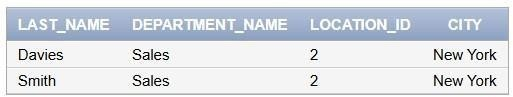 LAST_NAME DEPARTMENT_NAME LOCATION_ID CITY
Davies Sales 2 New York
Smith Sales 2 New York